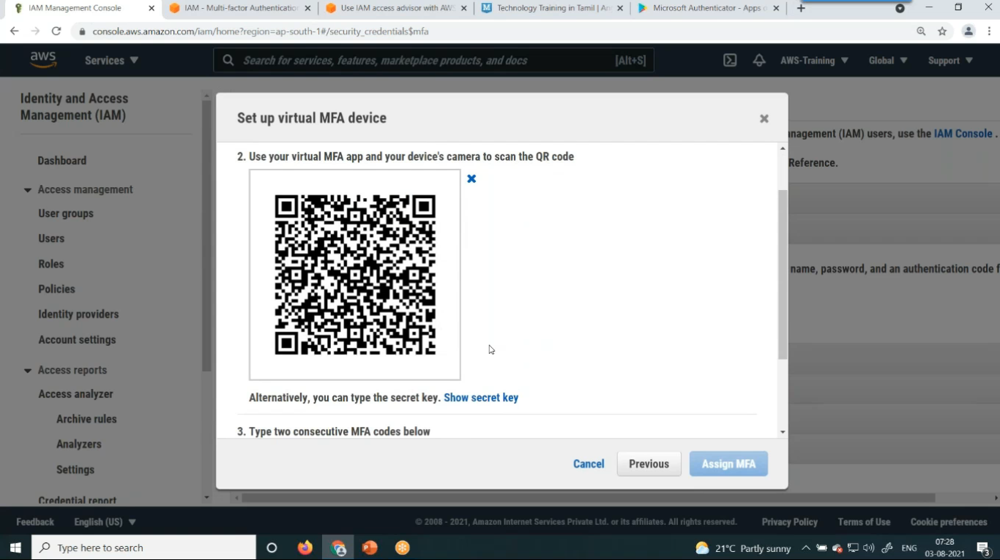 IAM Management Console
IAM - Multi-factor Authentication
Use IAM access advisor with AWS
M Technology Training in Tamil | Am
Microsoft Authenticator - Apps o
console.aws.amazon.com/iam/home?region=ap-south-1#/security_credentials$mfa
aws
Services
Search for services, features, marketplace products, and docs
[Alt+S]
AWS-Training
Global
Support
Identity and Access
Management (IAM)
Dashboard
Access management
User groups
Users
Roles
Policies
Identity providers
Account settings
Access reports
Access analyzer
Archive rules
Analyzers
Settings
Credential report
Set up virtual MFA device
2. Use your virtual MFA app and your device's camera to scan the QR code
Alternatively, you can type the secret key. Show secret key
3. Type two consecutive MFA codes below
Cancel
Previous
Assign MFA
nagement (IAM) users, use the IAM Console .
Reference.
name, password, and an authentication code f
Feedback
English (US)
© 2008 - 2021, Amazon Internet Services Private Ltd. or its affiliates. All rights reserved.
Privacy Policy
Terms of Use
Cookie preferences
Type here to search
21°C Partly sunny
ENG
07:28
03-08-2021
3